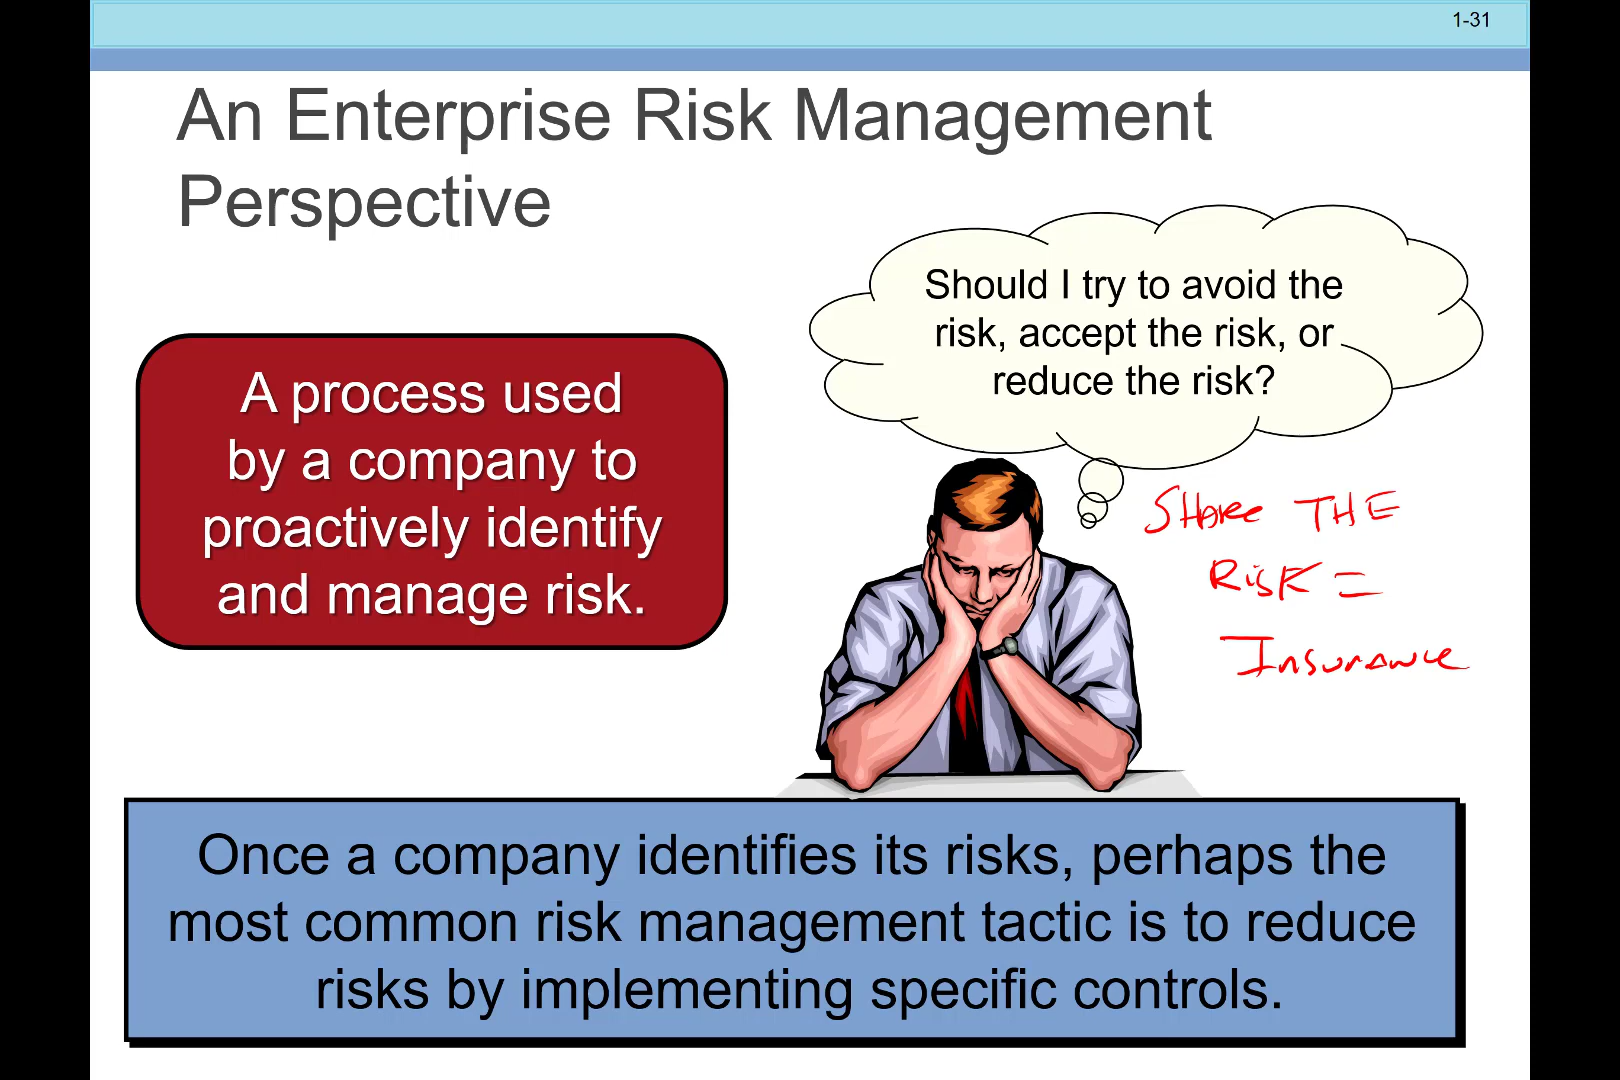 1-31
An Enterprise Risk Management
Perspective
Should I try to avoid the
risk, accept the risk, or
reduce the risk?
A process used
by a company to
proactively identify
and manage risk.
SHARE THE
RISK =
INSURANCE
Once a company identifies its risks, perhaps the
most common risk management tactic is to reduce
risks by implementing specific controls.